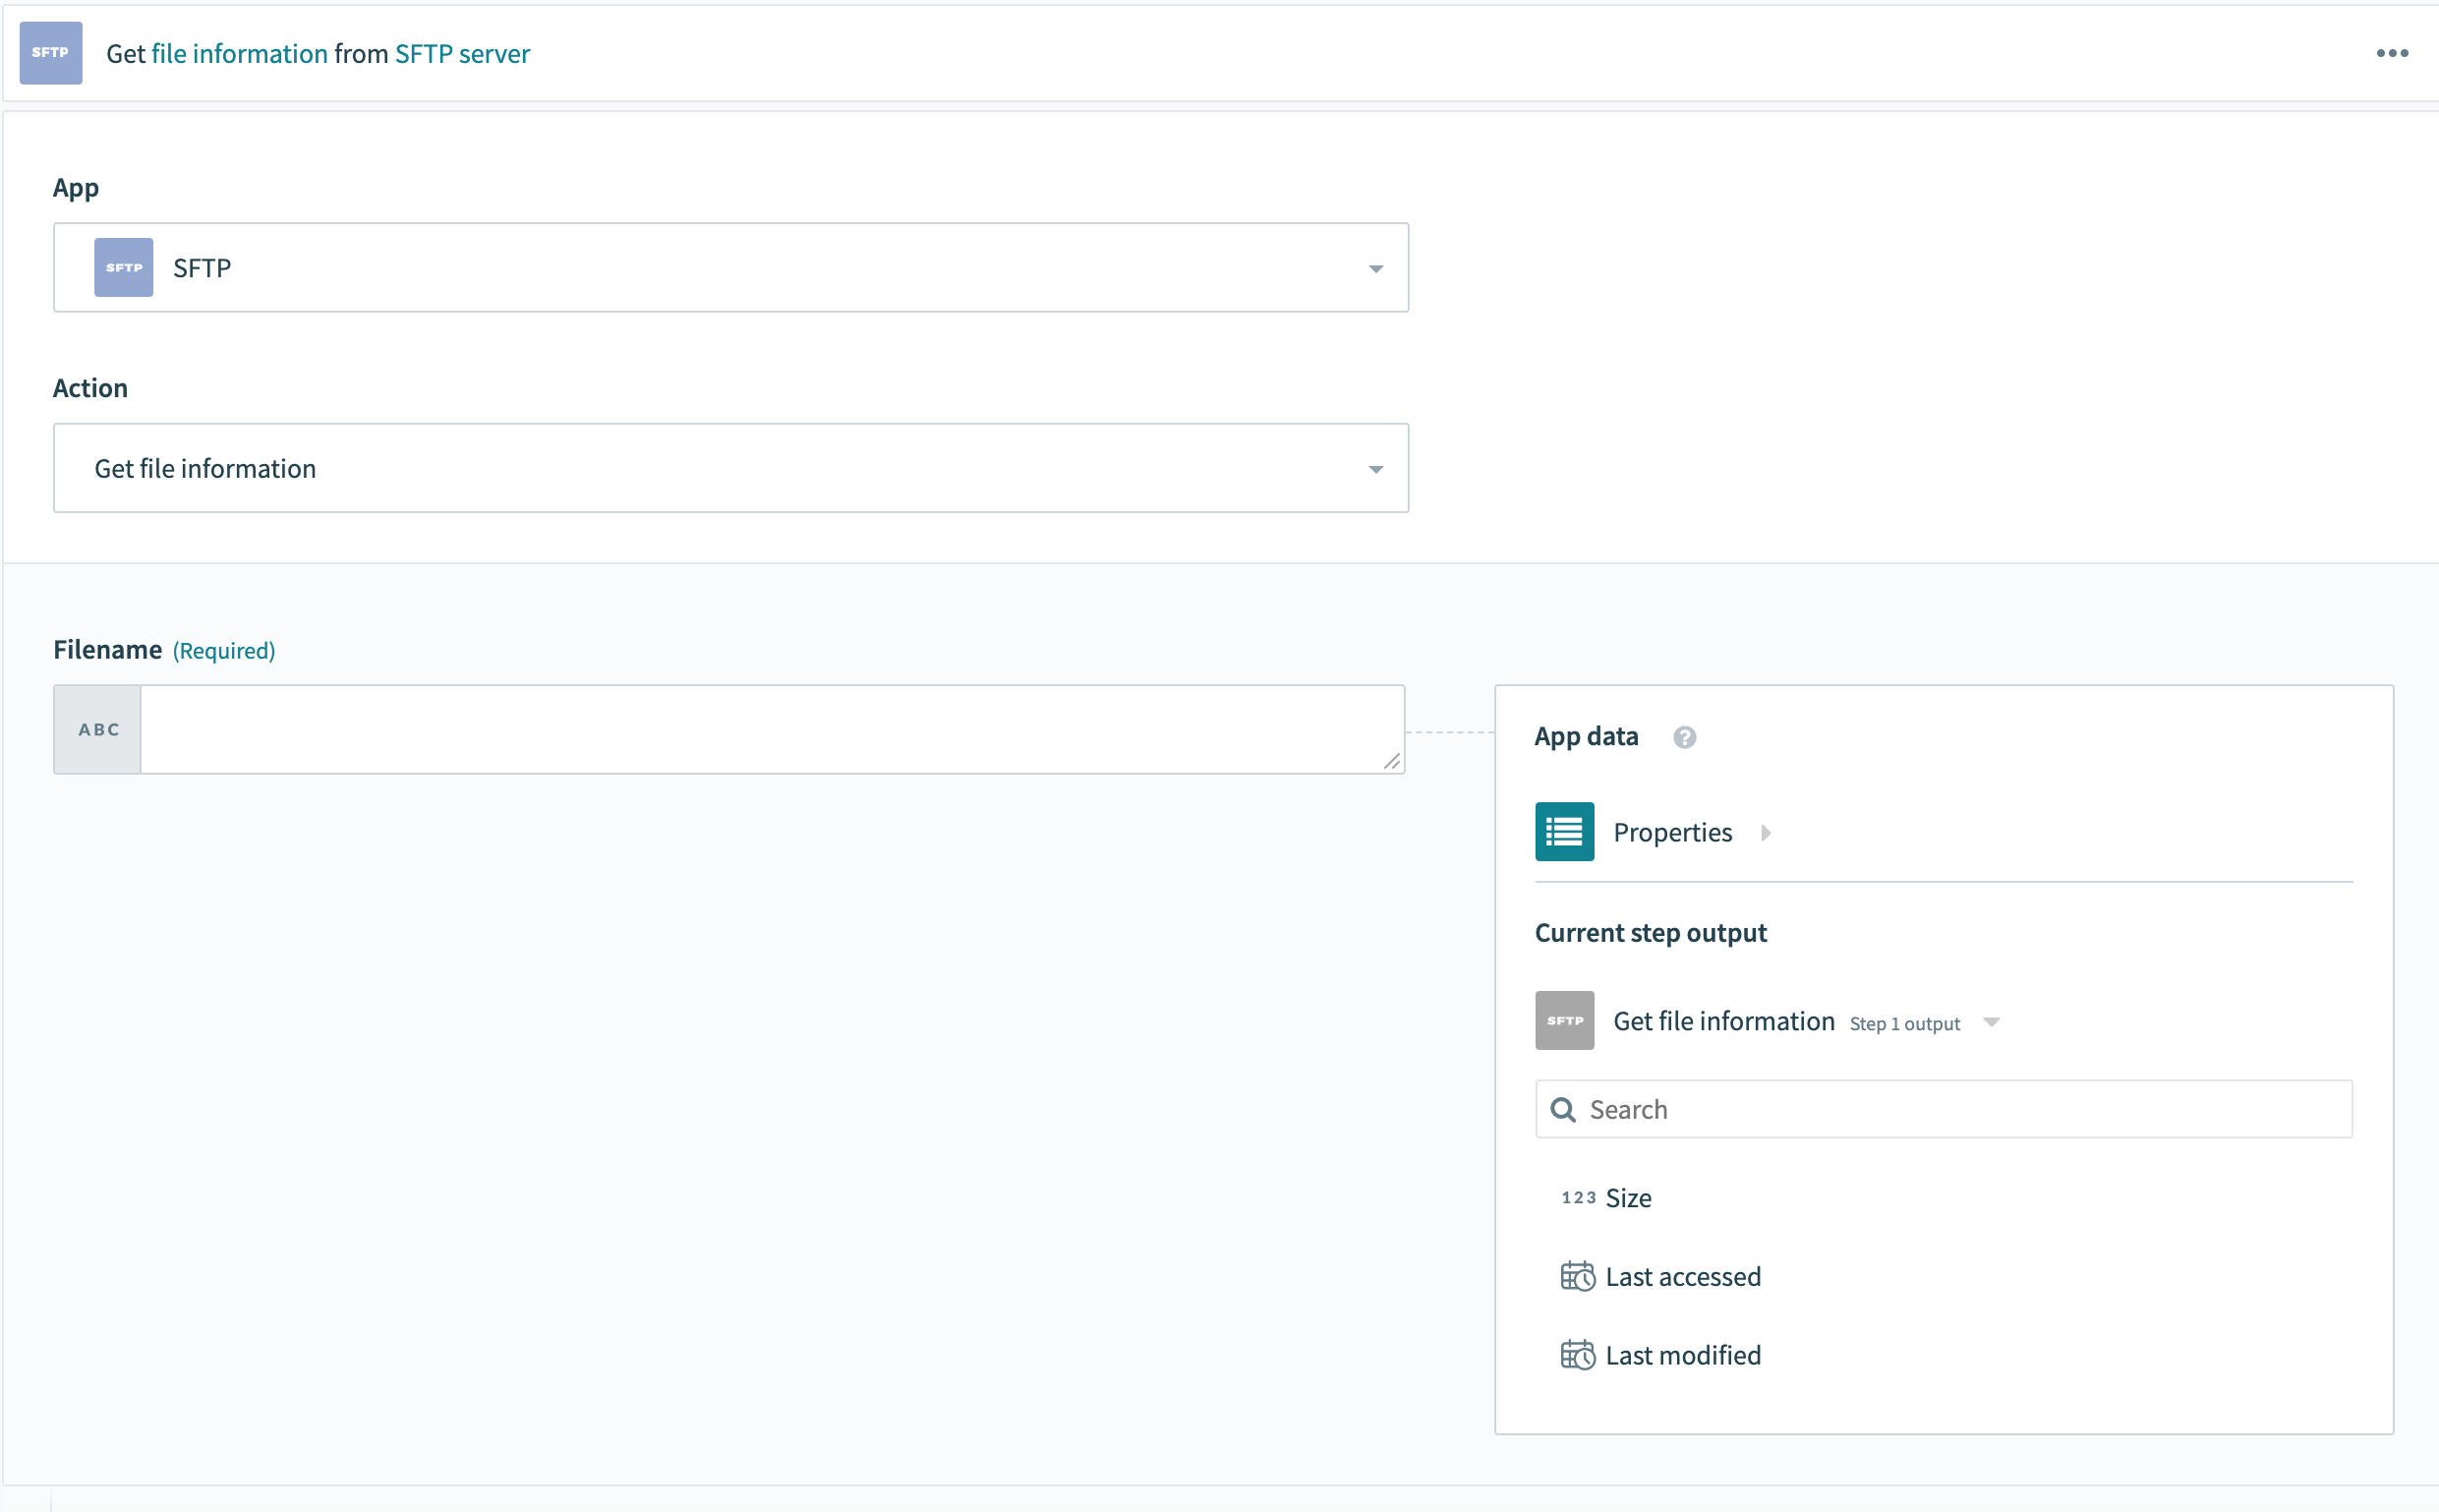 SFTP
Get file information from SFTP server
App
SFTP
SFTP
Action
Get file information
Filename (Required)
ABC
App data
?
Properties
Current step output
SFTP
Get file information Step 1 output
Search
123 Size
Last accessed
Last modified